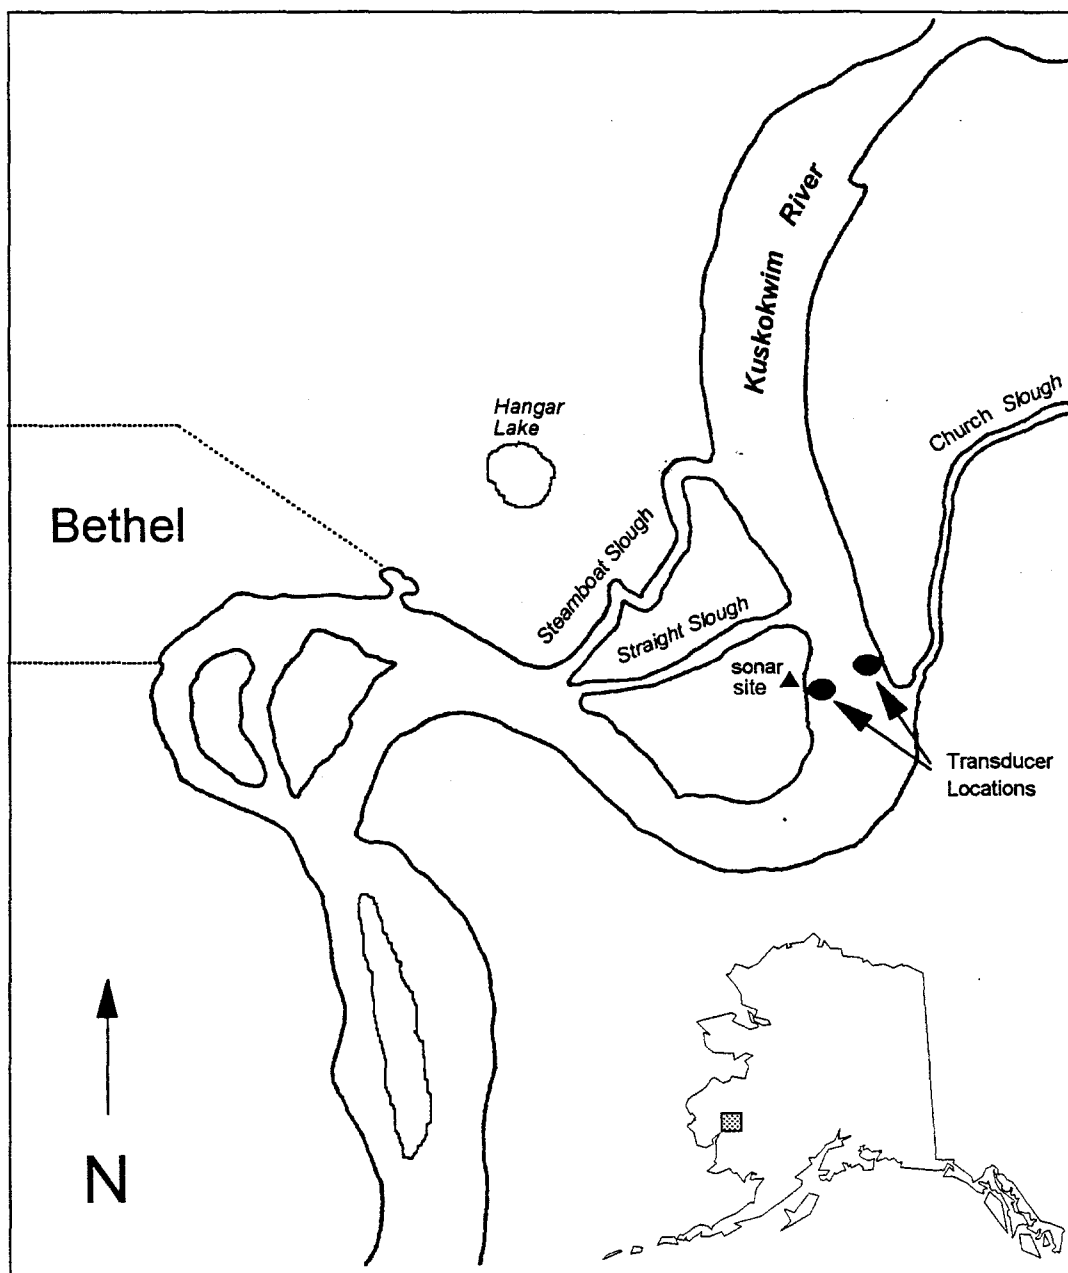 Kuskokwim River
Church Slough
Hangar
Lake
Bethel
Steamboat Slough
Straight Slough
sonar
site
Transducer
Locations
N